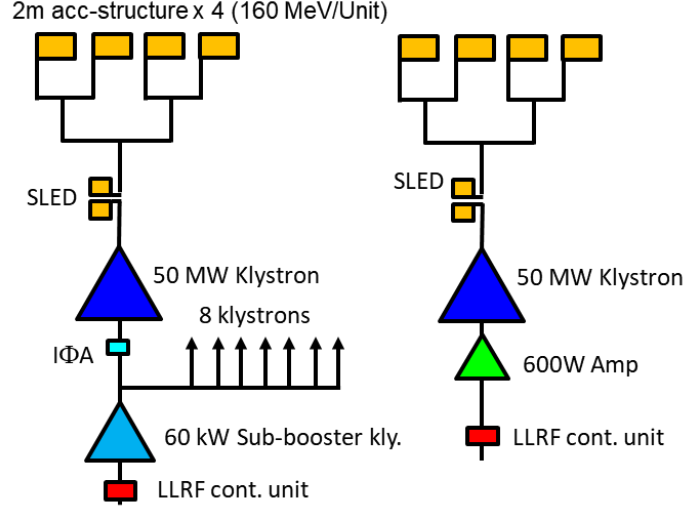 2m acc-structure x 4 (160 MeV/Unit)
SLED
50 MW Klystron
8 klystrons
IΦA
60 kW Sub-booster kly.
LLRF cont. unit
SLED
50 MW Klystron
600W Amp
LLRF cont. unit